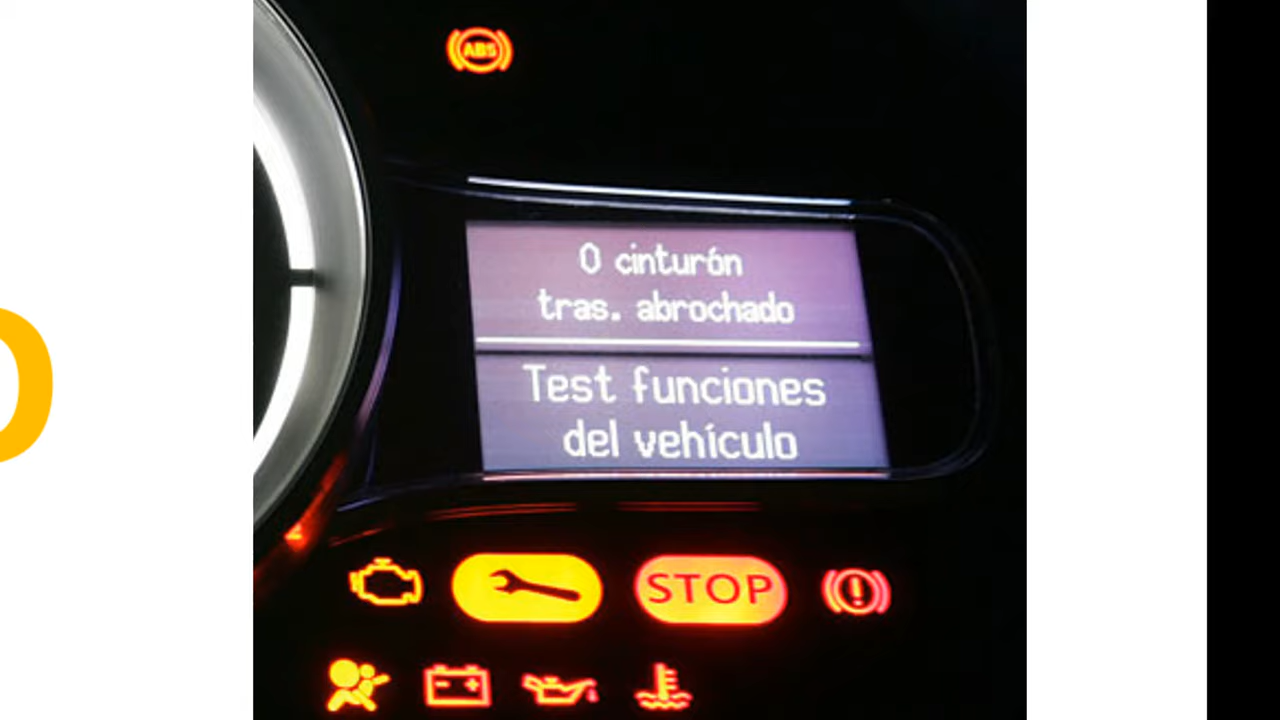 ABS
0 cinturón
tras. abrochado
Test funciones
del vehículo
STOP